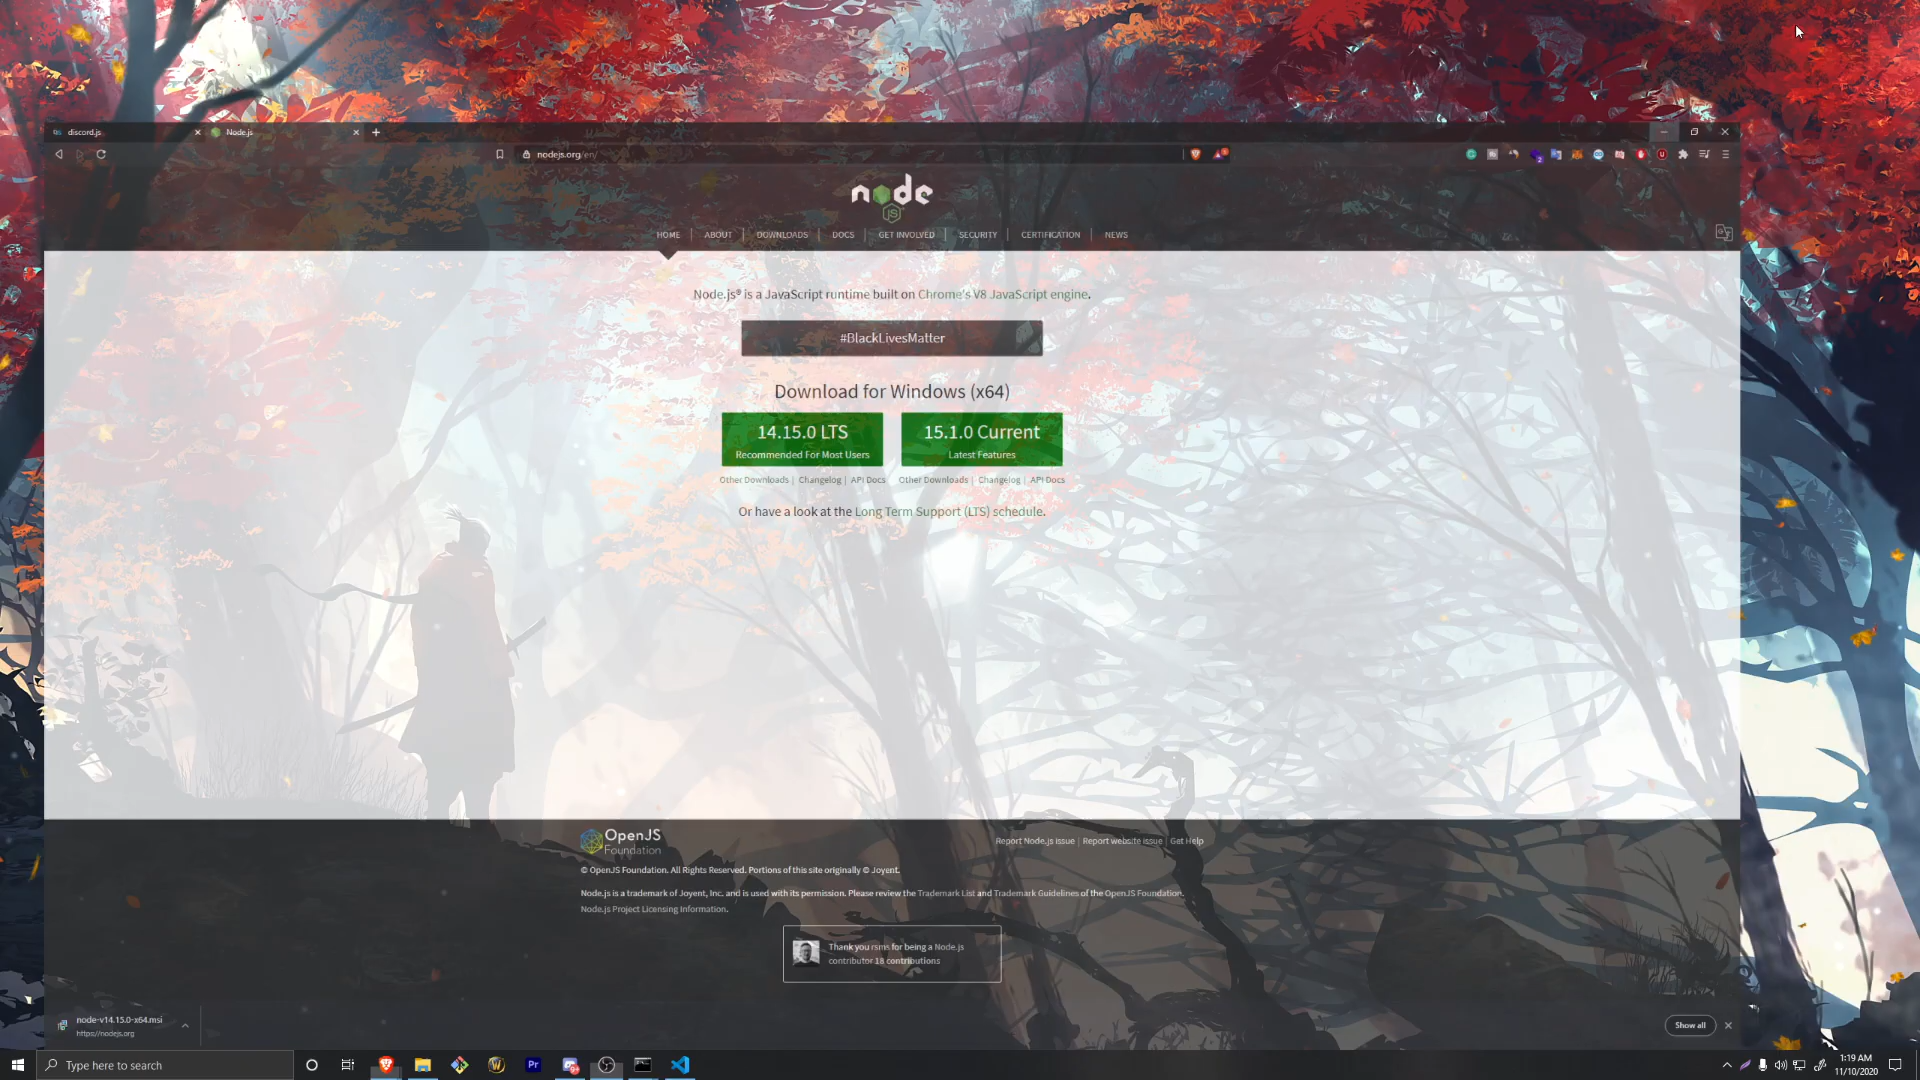 discord.js
Node.js
nodejs.org/en/
node
JS
HOME
ABOUT
DOWNLOADS
DOCS
GET INVOLVED
SECURITY
CERTIFICATION
NEWS
Node.js® is a JavaScript runtime built on Chrome's V8 JavaScript engine.
#BlackLivesMatter
Download for Windows (x64)
14.15.0 LTS
Recommended For Most Users
15.1.0 Current
Latest Features
Other Downloads | Changelog | API Docs
Other Downloads | Changelog | API Docs
Or have a look at the Long Term Support (LTS) schedule.
OpenJS
Foundation
Report Node.js issue | Report website issue | Get Help
© OpenJS Foundation. All Rights Reserved. Portions of this site originally © Joyent.
Node.js is a trademark of Joyent, Inc. and is used with its permission. Please review the Trademark List and Trademark Guidelines of the OpenJS Foundation.
Node.js Project Licensing Information.
Thank you rsms for being a Node.js
contributor 18 contributions
node-v14.15.0-x64.msi
https://nodejs.org
Show all
Type here to search
Pr
1:19 AM
11/10/2020